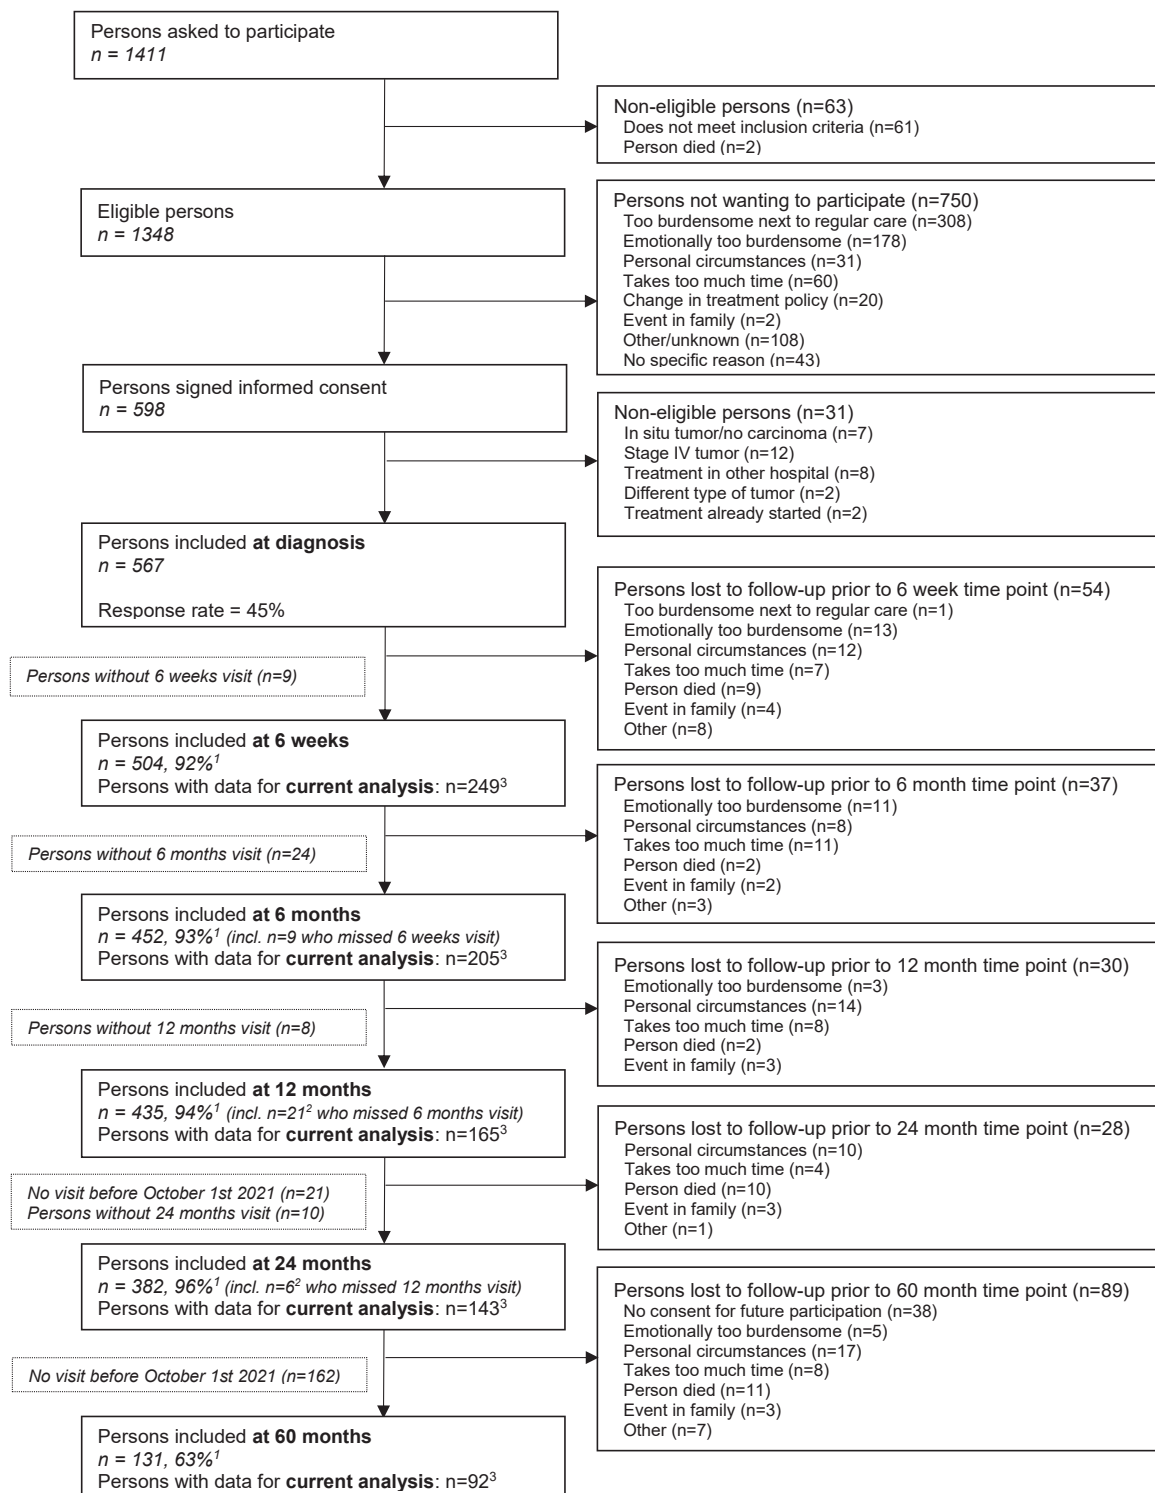 Persons asked to participate
n = 1411
Non-eligible persons (n=63)
Does not meet inclusion criteria (n=61)
Person died (n=2)
Eligible persons
n = 1348
Persons not wanting to participate (n=750)
Too burdensome next to regular care (n=308)
Emotionally too burdensome (n=178)
Personal circumstances (n=31)
Takes too much time (n=60)
Change in treatment policy (n=20)
Event in family (n=2)
Other/unknown (n=108)
No specific reason (n=43)
Persons signed informed consent
n = 598
Non-eligible persons (n=31)
In situ tumor/no carcinoma (n=7)
Stage IV tumor (n=12)
Treatment in other hospital (n=8)
Different type of tumor (n=2)
Treatment already started (n=2)
Persons included at diagnosis
n = 567
Response rate = 45%
Persons lost to follow-up prior to 6 week time point (n=54)
Too burdensome next to regular care (n=1)
Emotionally too burdensome (n=13)
Personal circumstances (n=12)
Takes too much time (n=7)
Person died (n=9)
Event in family (n=4)
Other (n=8)
Persons without 6 weeks visit (n=9)
Persons included at 6 weeks
n = 504, 92%¹
Persons with data for current analysis: n=249³
Persons lost to follow-up prior to 6 month time point (n=37)
Emotionally too burdensome (n=11)
Personal circumstances (n=8)
Takes too much time (n=11)
Person died (n=2)
Event in family (n=2)
Other (n=3)
Persons without 6 months visit (n=24)
Persons included at 6 months
n = 452, 93%¹ (incl. n=9 who missed 6 weeks visit)
Persons with data for current analysis: n=205³
Persons lost to follow-up prior to 12 month time point (n=30)
Emotionally too burdensome (n=3)
Personal circumstances (n=14)
Takes too much time (n=8)
Person died (n=2)
Event in family (n=3)
Persons without 12 months visit (n=8)
Persons included at 12 months
n = 435, 94%¹ (incl. n=21² who missed 6 months visit)
Persons with data for current analysis: n=165³
Persons lost to follow-up prior to 24 month time point (n=28)
Personal circumstances (n=10)
Takes too much time (n=4)
Person died (n=10)
Event in family (n=3)
Other (n=1)
No visit before October 1st 2021 (n=21)
Persons without 24 months visit (n=10)
Persons included at 24 months
n = 382, 96%¹ (incl. n=6² who missed 12 months visit)
Persons with data for current analysis: n=143³
Persons lost to follow-up prior to 60 month time point (n=89)
No consent for future participation (n=38)
Emotionally too burdensome (n=5)
Personal circumstances (n=17)
Takes too much time (n=8)
Person died (n=11)
Event in family (n=3)
Other (n=7)
No visit before October 1st 2021 (n=162)
Persons included at 60 months
n = 131, 63%¹
Persons with data for current analysis: n=92³